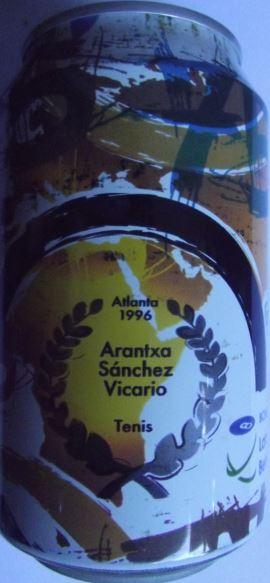 Atlanta
1996
Arantxa
Sánchez
Vicario
Tenis